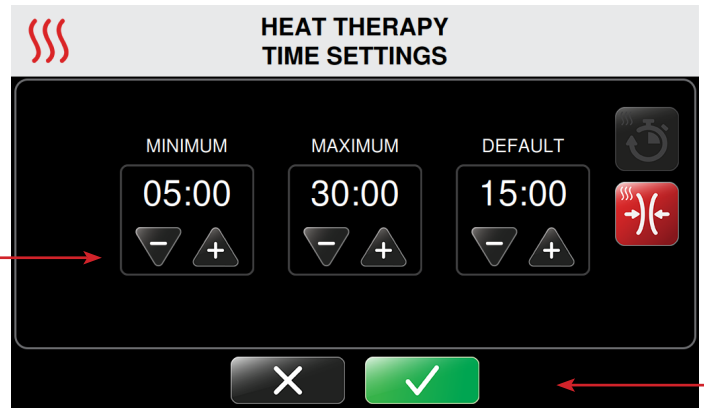 HEAT THERAPY
TIME SETTINGS
MINIMUM MAXIMUM DEFAULT
05:00 30:00 15:00